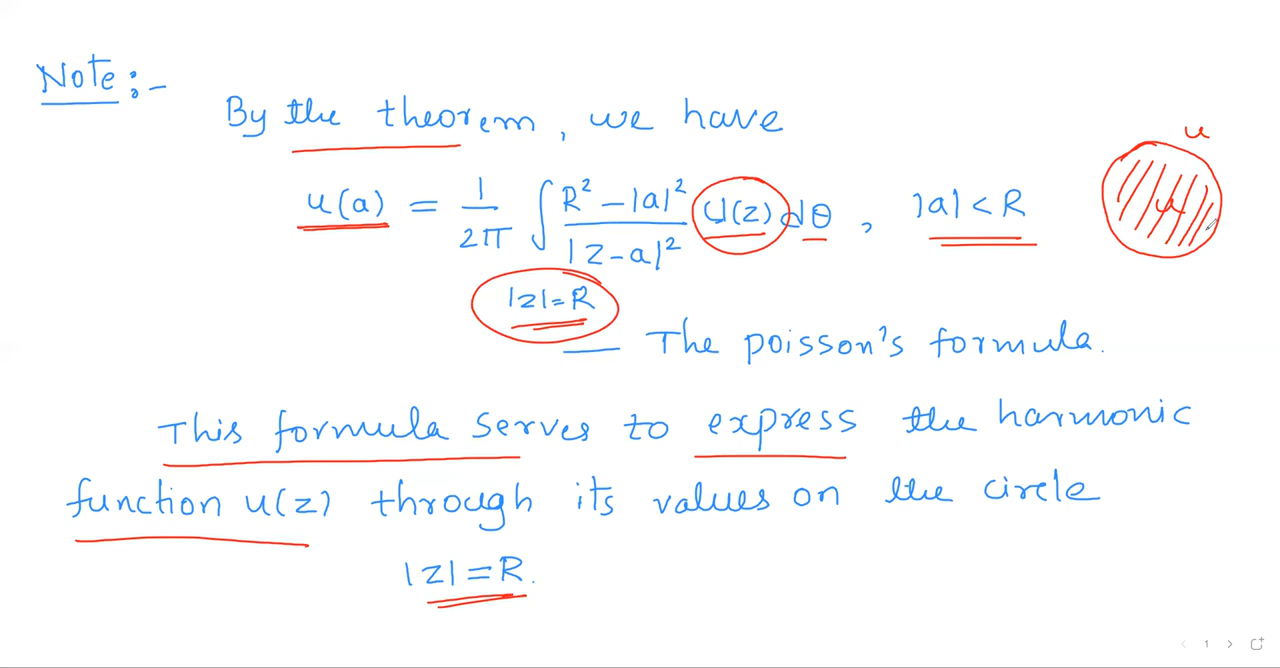 Note:-
By the theorem, we have
u
u(a) = 1/2π ∫_{|z|=R} (R² - |a|²)/|z-a|² U(z) dθ, |a| < R
u
— The poisson's formula.
This formula serves to express the harmonic
function u(z) through its values on the circle
|z| = R.
1